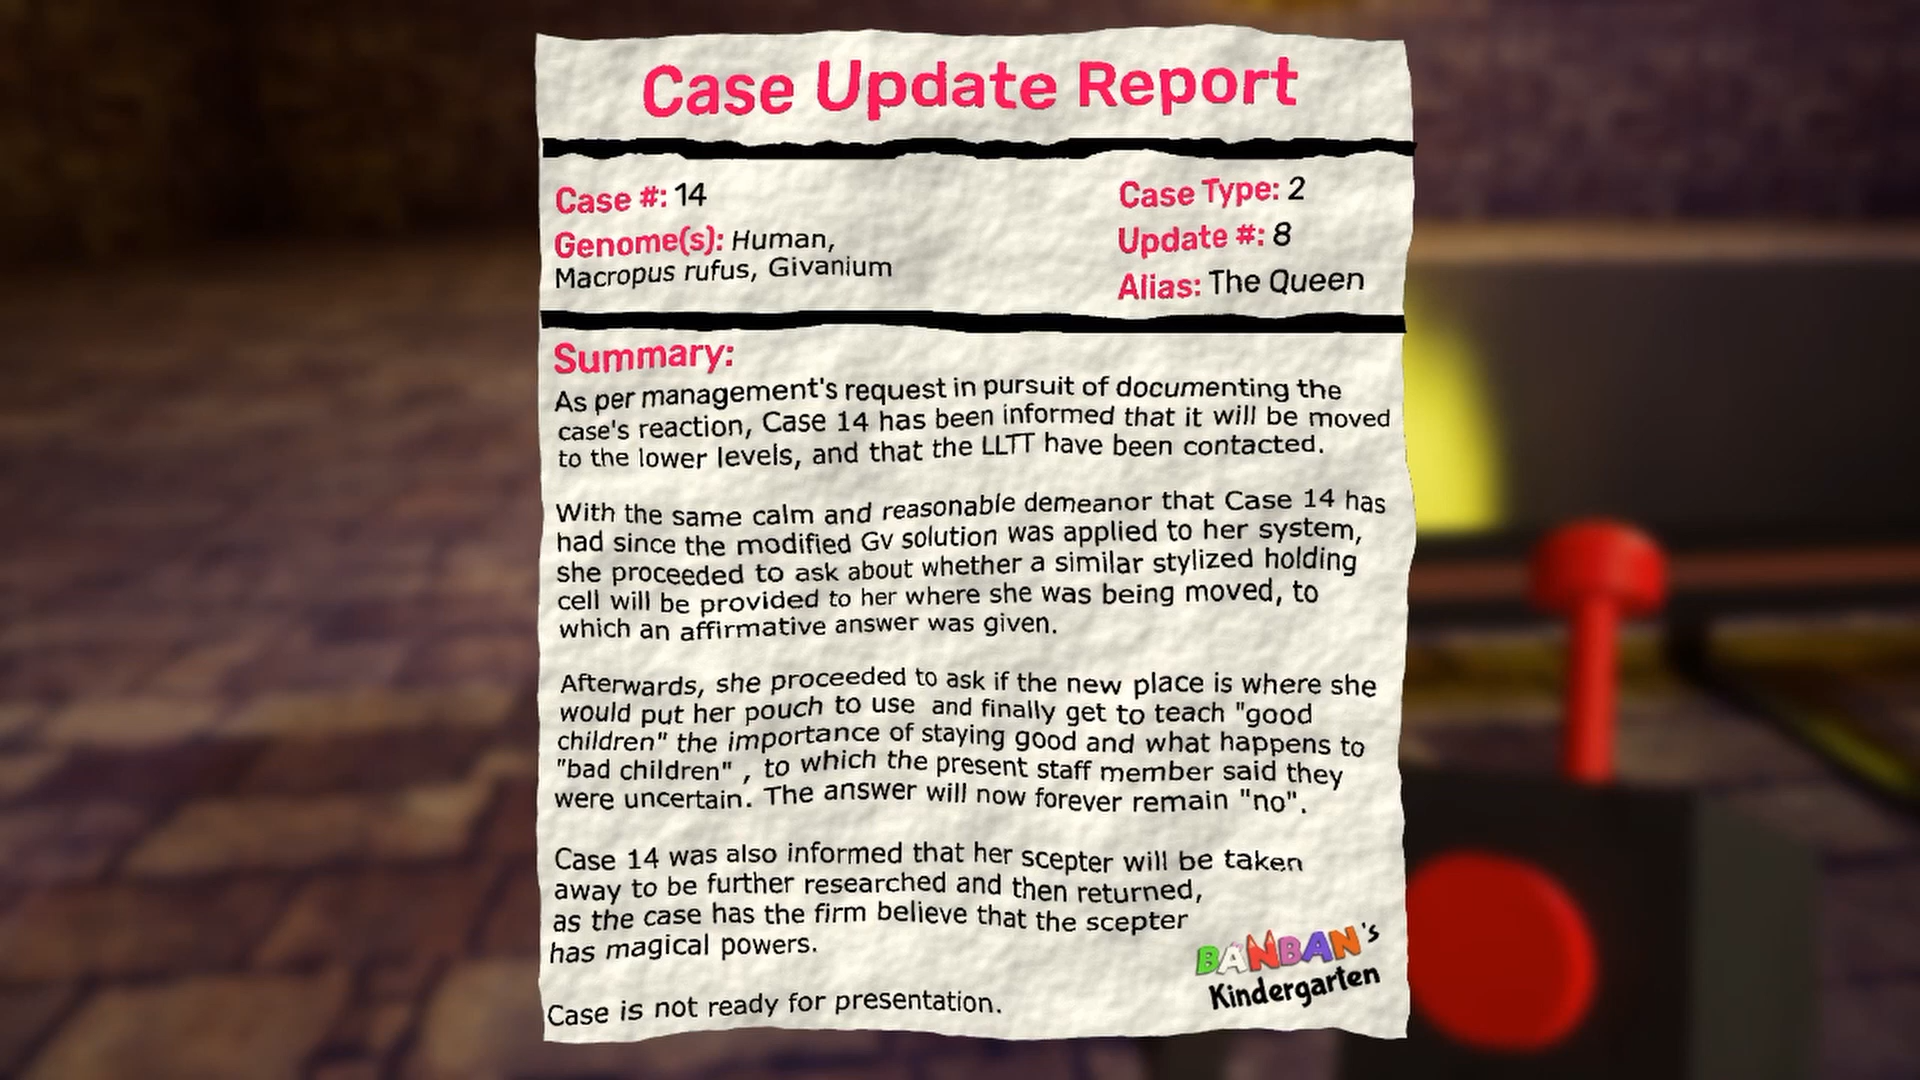 Case Update Report
Case #: 14
Genome(s): Human,
Macropus rufus, Givanium
Case Type: 2
Update #: 8
Alias: The Queen
Summary:
As per management's request in pursuit of documenting the
case's reaction, Case 14 has been informed that it will be moved
to the lower levels, and that the LLTT have been contacted.
With the same calm and reasonable demeanor that Case 14 has
had since the modified Gv solution was applied to her system,
she proceeded to ask about whether a similar stylized holding
cell will be provided to her where she was being moved, to
which an affirmative answer was given.
Afterwards, she proceeded to ask if the new place is where she
would put her pouch to use and finally get to teach "good
children" the importance of staying good and what happens to
"bad children" , to which the present staff member said they
were uncertain. The answer will now forever remain "no".
Case 14 was also informed that her scepter will be taken
away to be further researched and then returned,
as the case has the firm believe that the scepter
has magical powers.
Case is not ready for presentation.
BANBAN's
Kindergarten